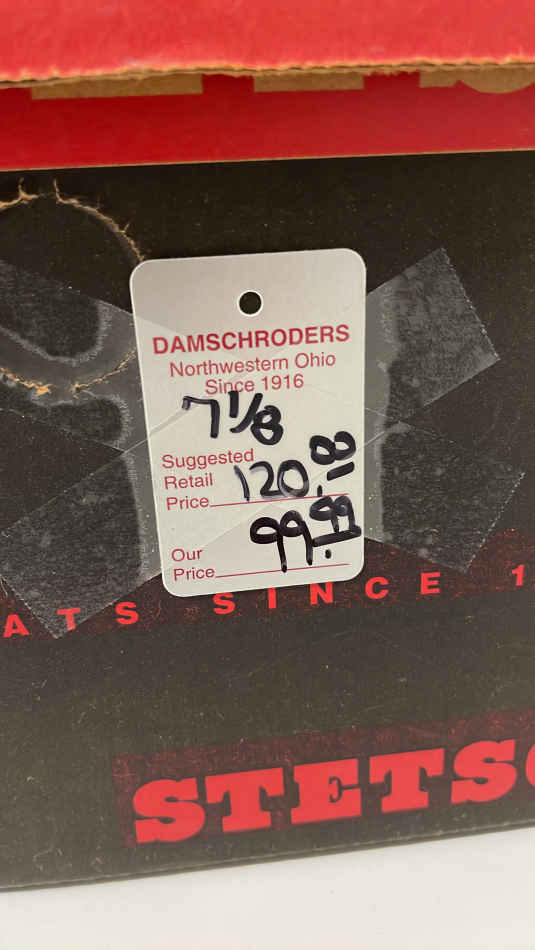 DAMSCHRODERS
Northwestern Ohio
Since 1916
7 1/8
Suggested
Retail
Price 120.00
99.99
Our
Price
ATS SINCE 1
STETSO